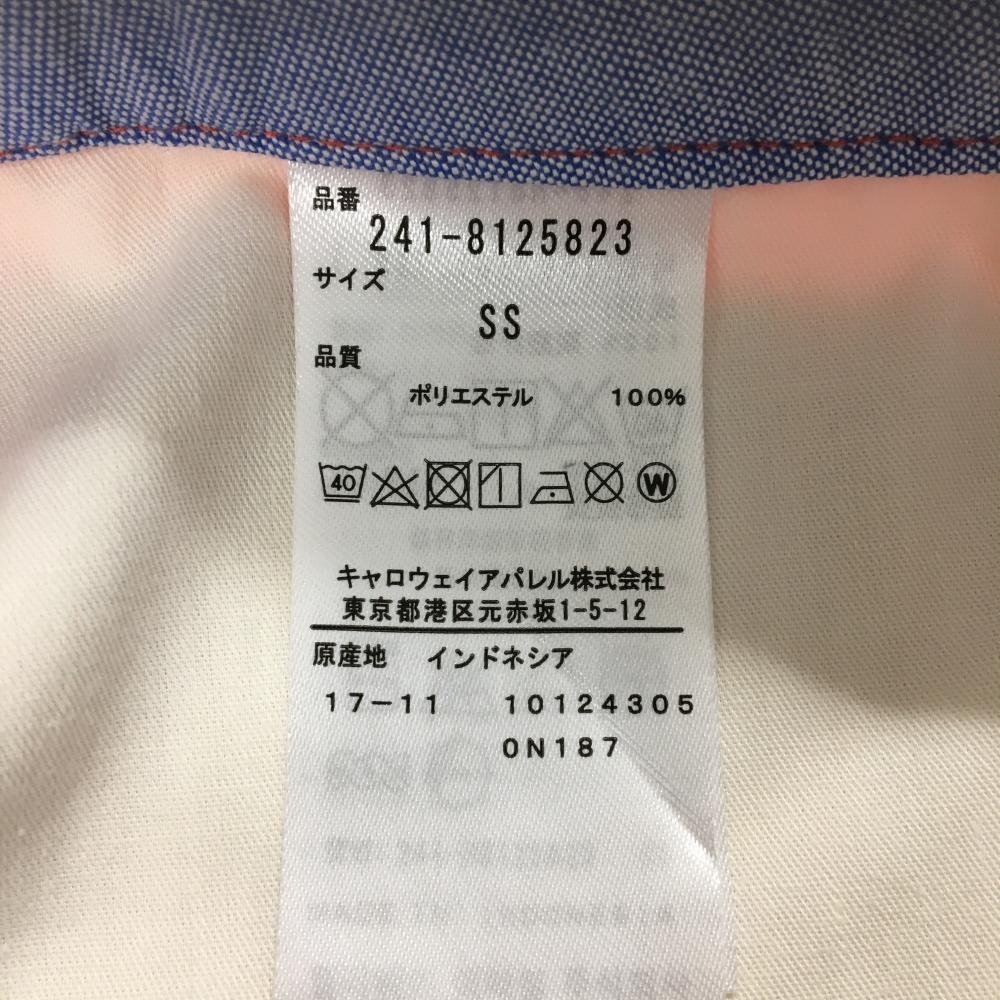 品番
241-8125823
サイズ
SS
品質
ポリエステル 100%
40 W
キャロウェイアパレル株式会社
東京都港区元赤坂1-5-12
原産地 インドネシア
17-11 10124305
0N187